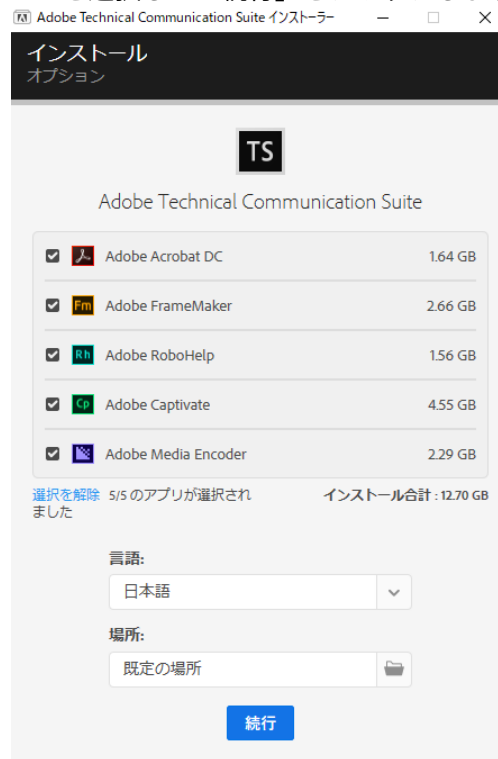 Adobe Technical Communication Suite インストーラー
インストール
オプション
TS
Adobe Technical Communication Suite
Adobe Acrobat DC 1.64 GB
Fm Adobe FrameMaker 2.66 GB
Rh Adobe RoboHelp 1.56 GB
Cp Adobe Captivate 4.55 GB
Adobe Media Encoder 2.29 GB
選択を解除 5/5 のアプリが選択され インストール合計 : 12.70 GB
ました
言語:
日本語
場所:
既定の場所
続行